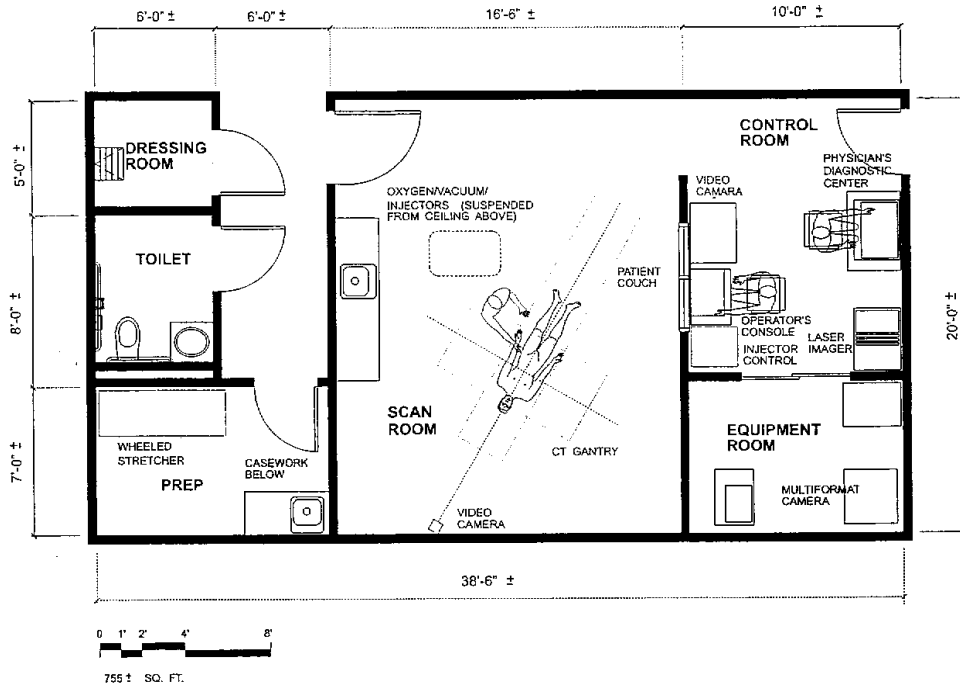 6'-0" ±
6'-0" ±
16'-6" ±
10'-0" ±
5'-0" ±
8'-0" ±
7'-0" ±
20'-0" ±
DRESSING
ROOM
TOILET
OXYGEN/VACUUM/
INJECTORS (SUSPENDED
FROM CEILING ABOVE)
CONTROL
ROOM
PHYSICIAN'S
DIAGNOSTIC
CENTER
VIDEO
CAMARA
PATIENT
COUCH
OPERATOR'S
CONSOLE
INJECTOR
CONTROL
LASER
IMAGER
SCAN
ROOM
CT GANTRY
EQUIPMENT
ROOM
WHEELED
STRETCHER
CASEWORK
BELOW
PREP
MULTIFORMAT
CAMERA
VIDEO
CAMERA
38'-6" ±
0 1' 2' 4' 8'
755 ± SQ. FT.